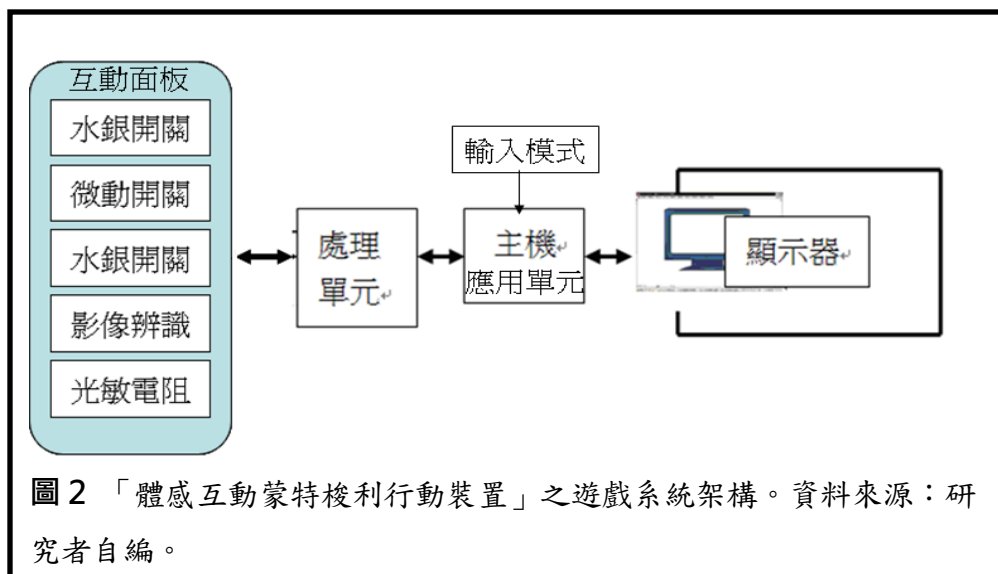 互動面板
水銀開關
微動開關
水銀開關
影像辨識
光敏電阻
處理
單元
輸入模式
主機
應用單元
顯示器
圖2 「體感互動蒙特梭利行動裝置」之遊戲系統架構。資料來源：研
究者自編。